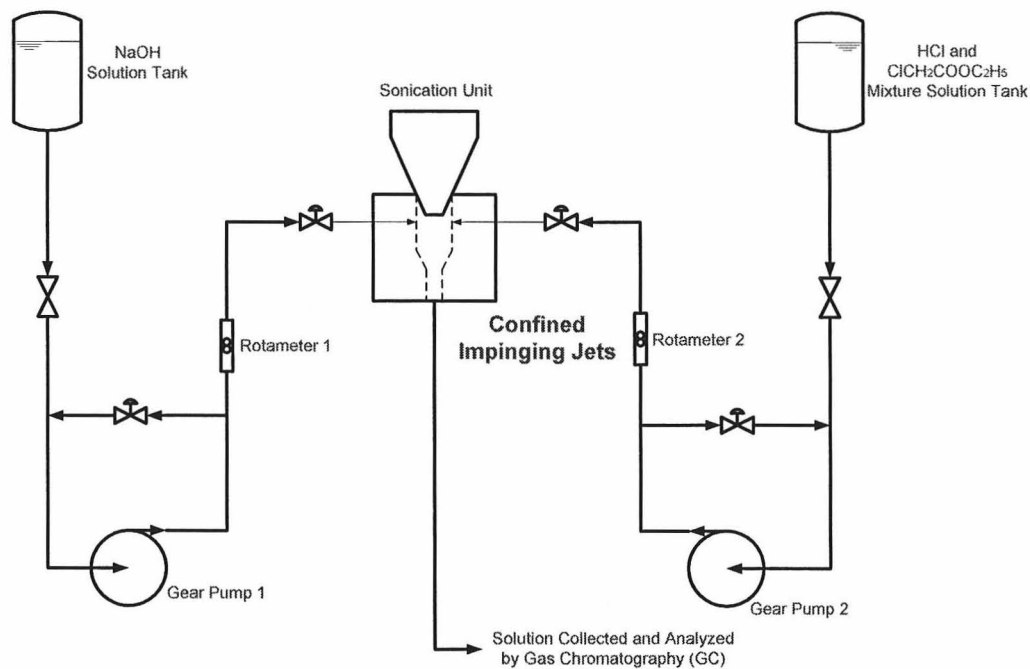 NaOH
Solution Tank
HCl and
ClCH2COOC2H5
Mixture Solution Tank
Sonication Unit
Confined
Impinging Jets
Rotameter 1
Rotameter 2
Gear Pump 1
Gear Pump 2
Solution Collected and Analyzed
by Gas Chromatography (GC)